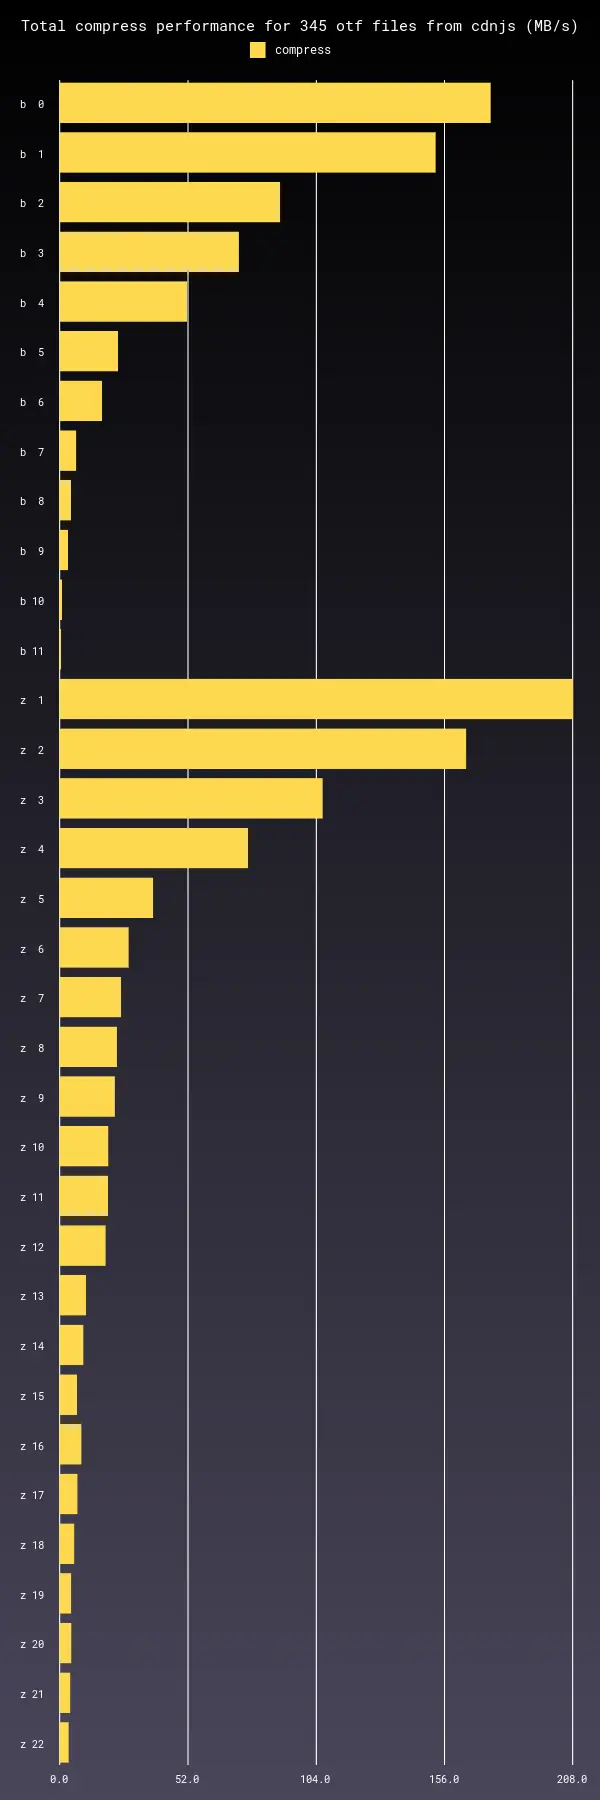 Total compress performance for 345 otf files from cdnjs (MB/s)
compress
b  0
b  1
b  2
b  3
b  4
b  5
b  6
b  7
b  8
b  9
b 10
b 11
z  1
z  2
z  3
z  4
z  5
z  6
z  7
z  8
z  9
z 10
z 11
z 12
z 13
z 14
z 15
z 16
z 17
z 18
z 19
z 20
z 21
z 22
0.0 52.0 104.0 156.0 208.0